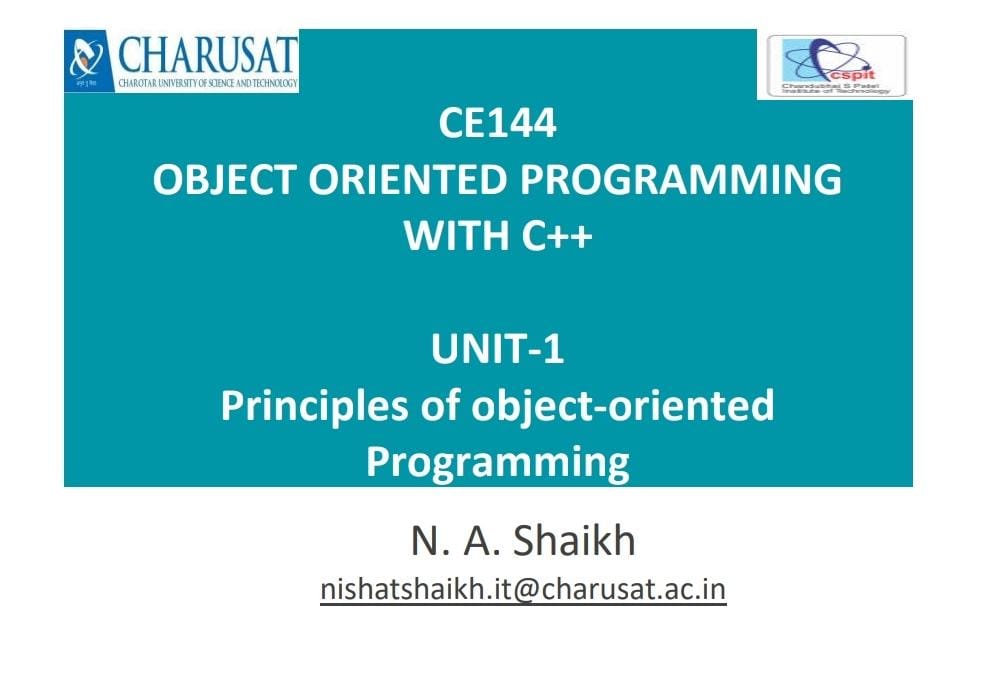 CHARUSAT
CHAROTAR UNIVERSITY OF SCIENCE AND TECHNOLOGY
cspit
Chandubhai S Patel
Institute of Technology
CE144
OBJECT ORIENTED PROGRAMMING
WITH C++
UNIT-1
Principles of object-oriented
Programming
N. A. Shaikh
nishatshaikh.it@charusat.ac.in